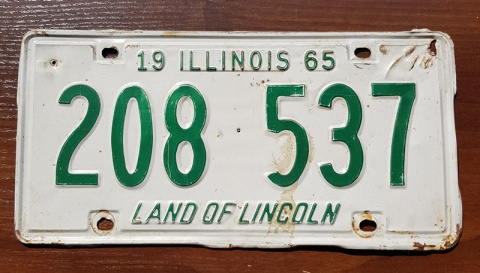 19 ILLINOIS 65
208 537
LAND OF LINCOLN